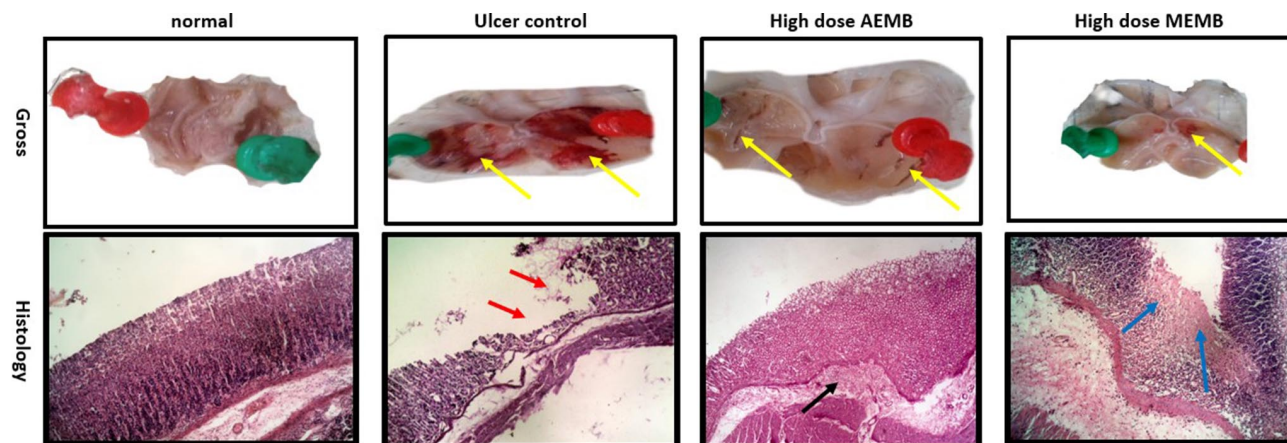 normal
Ulcer control
High dose AEMB
High dose MEMB
Gross
Histology